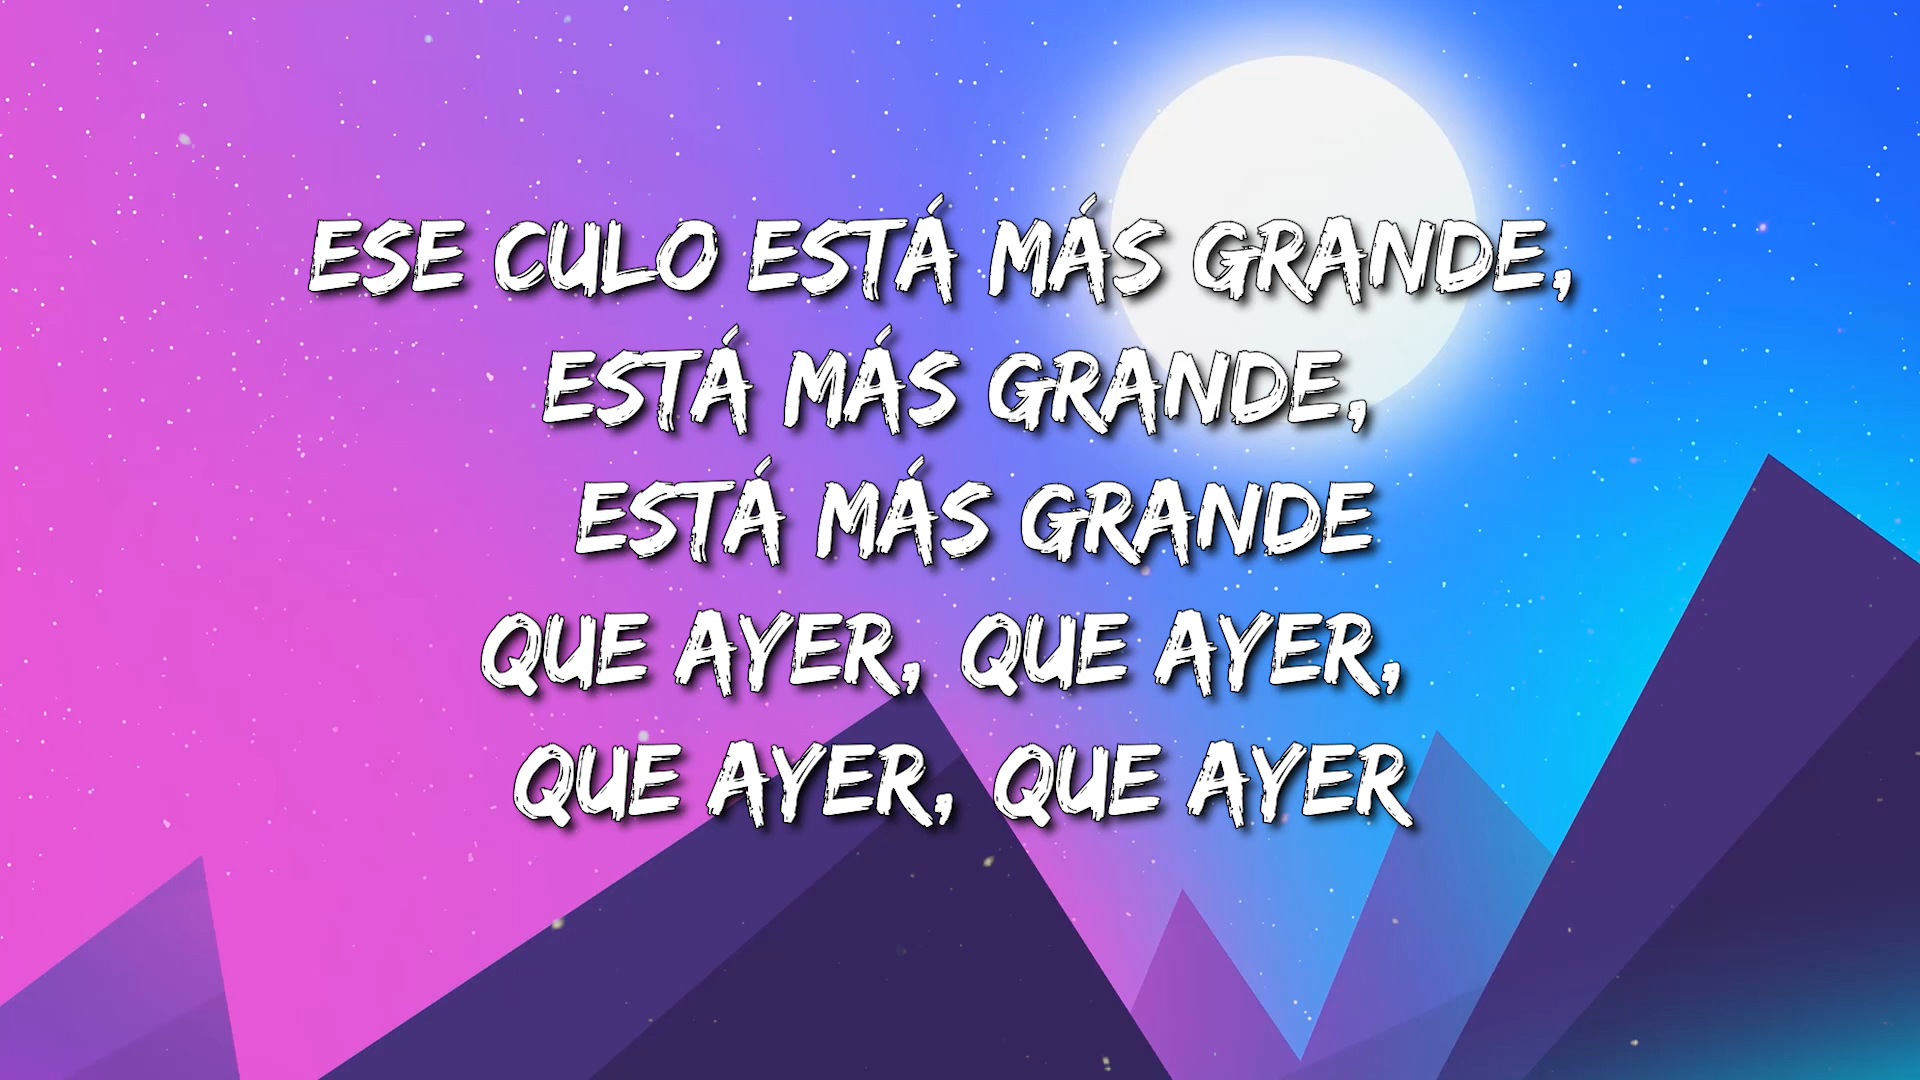 ESE CULO ESTÁ MÁS GRANDE,
ESTÁ MÁS GRANDE,
ESTÁ MÁS GRANDE
QUE AYER, QUE AYER,
QUE AYER, QUE AYER